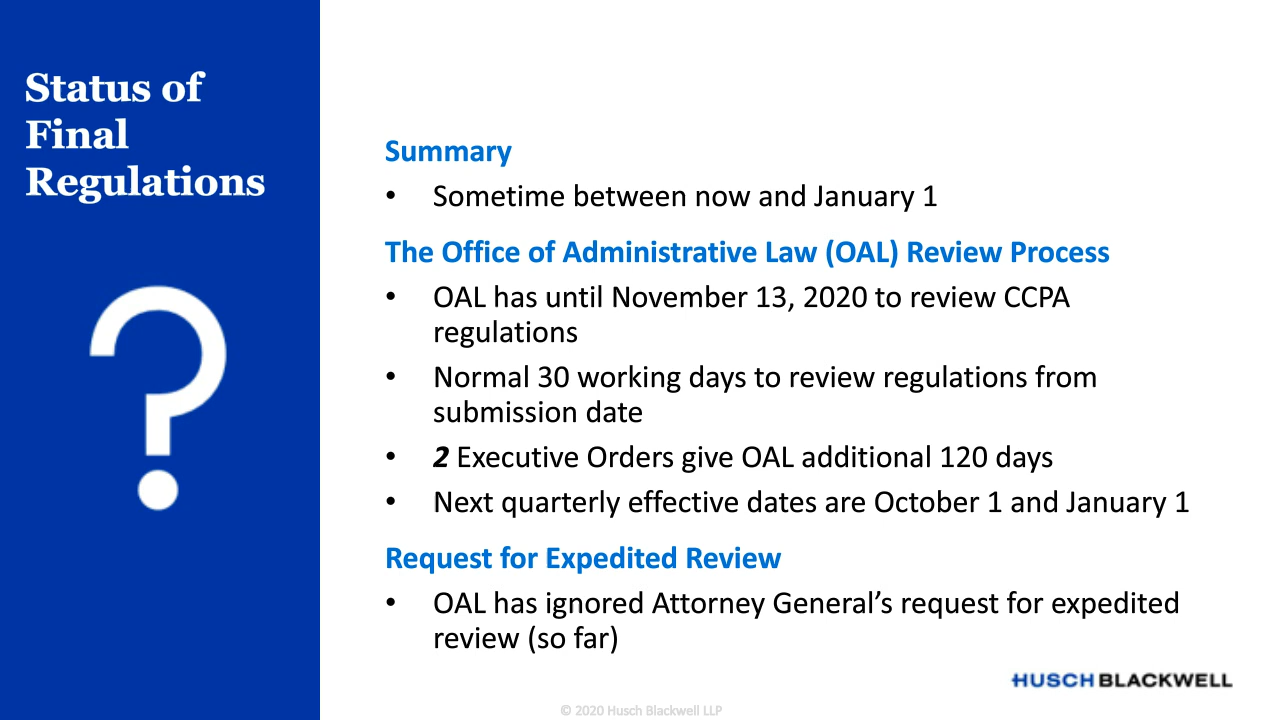 Status of
Final
Regulations
Summary
• Sometime between now and January 1
The Office of Administrative Law (OAL) Review Process
• OAL has until November 13, 2020 to review CCPA
regulations
• Normal 30 working days to review regulations from
submission date
• 2 Executive Orders give OAL additional 120 days
• Next quarterly effective dates are October 1 and January 1
Request for Expedited Review
• OAL has ignored Attorney General’s request for expedited
review (so far)
HUSCH BLACKWELL
© 2020 Husch Blackwell LLP